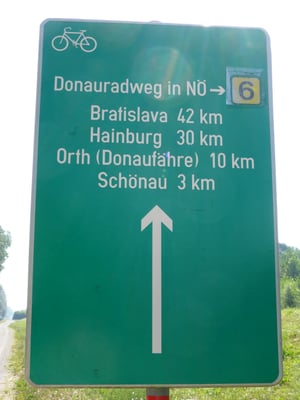 Donauradweg in NÖ → 6
Bratislava 42 km
Hainburg 30 km
Orth (Donaufähre) 10 km
Schönau 3 km